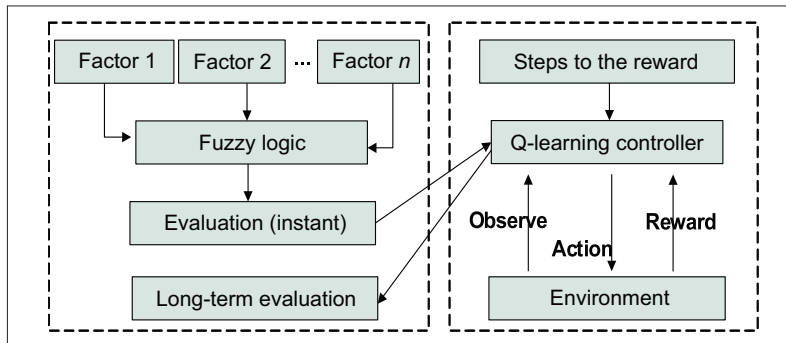 Factor 1
Factor 2
...
Factor n
Fuzzy logic
Evaluation (instant)
Long-term evaluation
Steps to the reward
Q-learning controller
Observe
Action
Reward
Environment